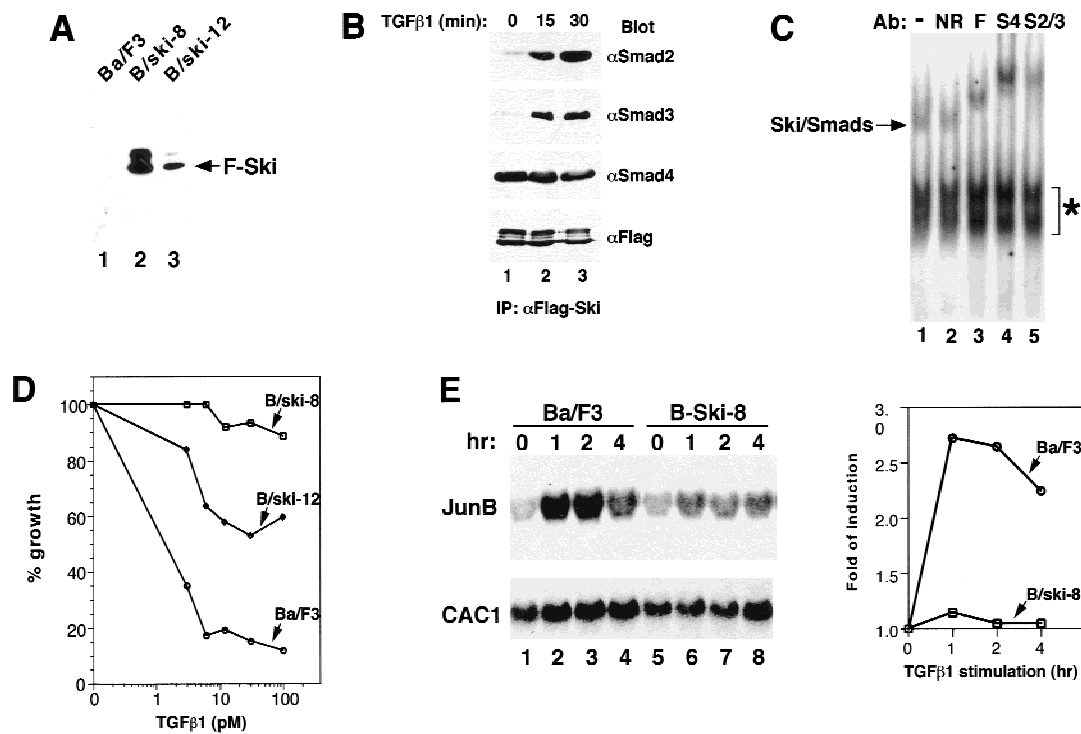 A
Ba/F3
B/ski-8
B/ski-12
F-Ski
1 2 3
B
TGFβ1 (min): 0 15 30 Blot
αSmad2
αSmad3
αSmad4
αFlag
1 2 3
IP: αFlag-Ski
C
Ab: - NR F S4 S2/3
Ski/Smads
*
1 2 3 4 5
D
% growth
100
80
60
40
20
0
B/ski-8
B/ski-12
Ba/F3
0 1 10 100
TGFβ1 (pM)
E
Ba/F3 B-Ski-8
hr: 0 1 2 4 0 1 2 4
JunB
CAC1
1 2 3 4 5 6 7 8
Fold of induction
3.
0
2.5
2.0
1.5
1.0
Ba/F3
B/ski-8
0 1 2 4
TGFβ1 stimulation (hr)